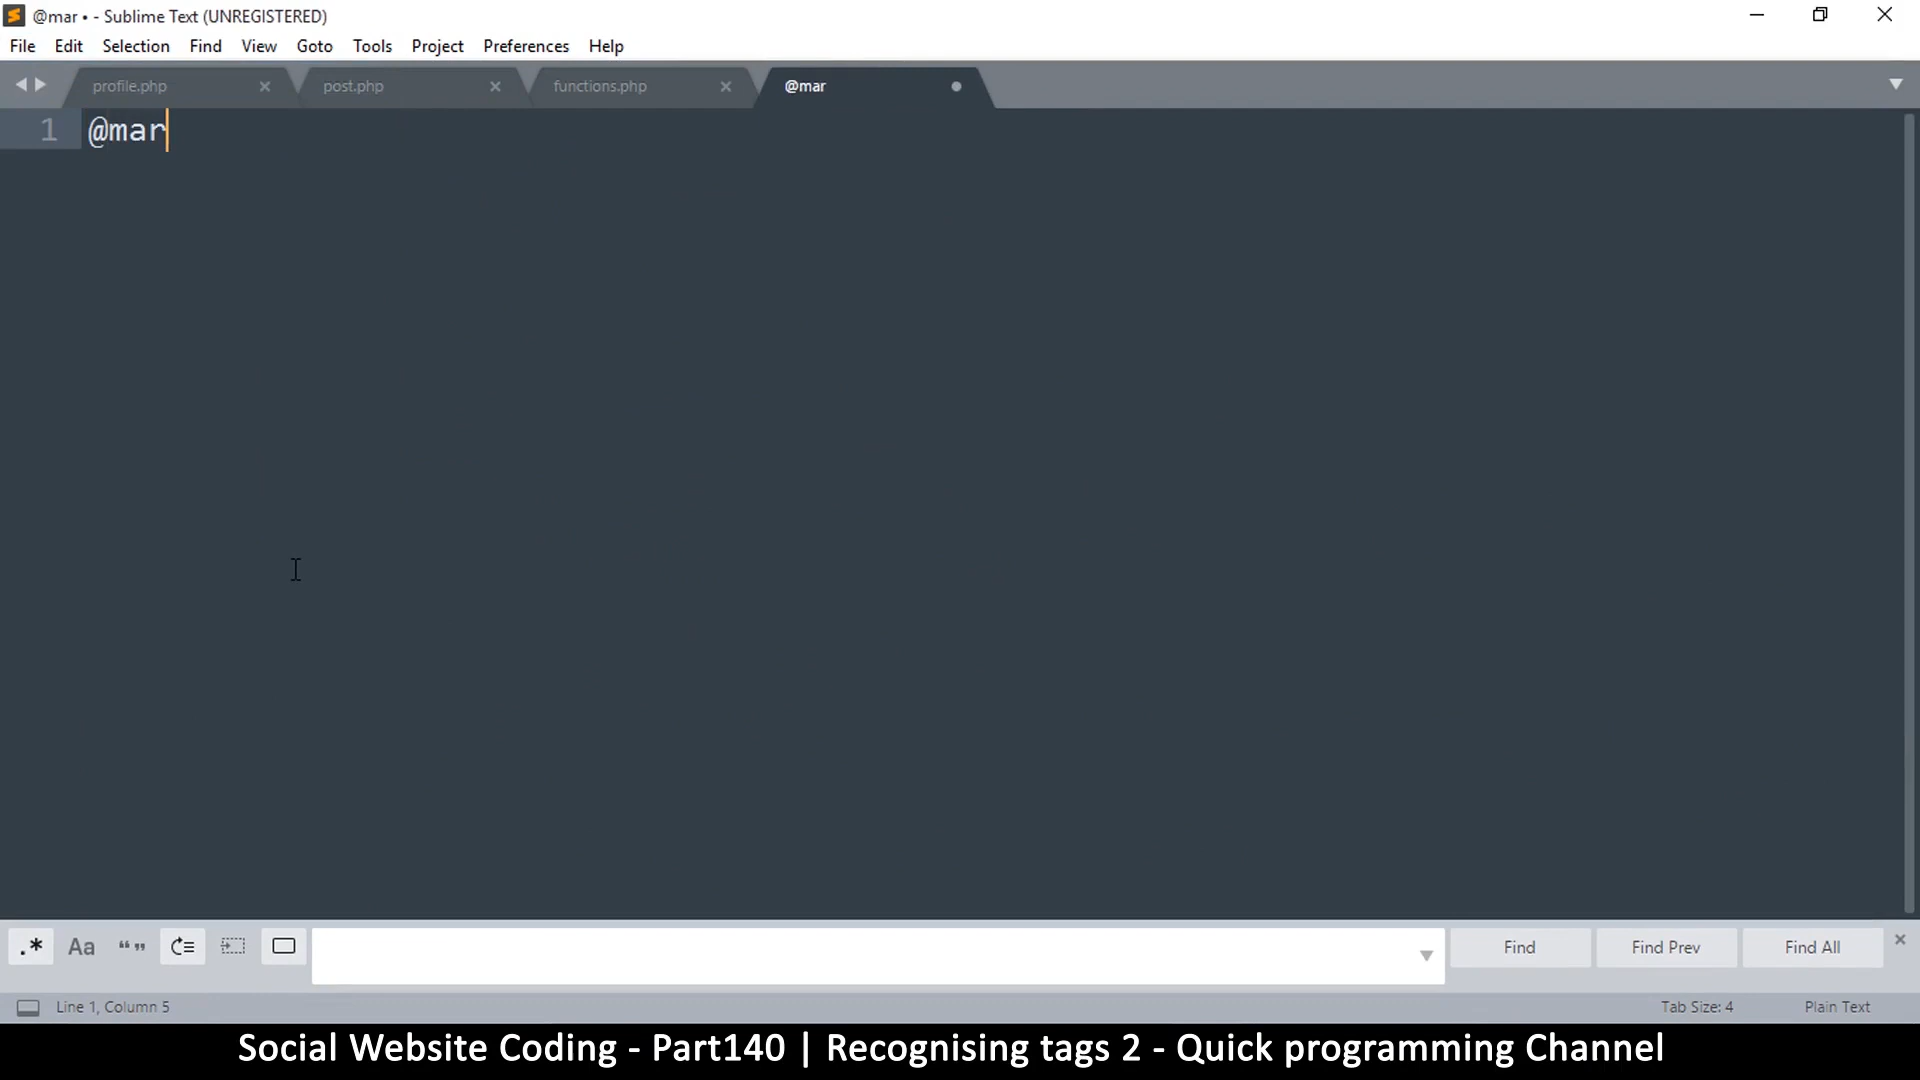 @mar • - Sublime Text (UNREGISTERED)
File Edit Selection Find View Goto Tools Project Preferences Help
profile.php × post.php × functions.php × @mar
1 @mar
.* Aa “” Find Find Prev Find All ×
Line 1, Column 5 Tab Size: 4 Plain Text
Social Website Coding - Part140 | Recognising tags 2 - Quick programming Channel